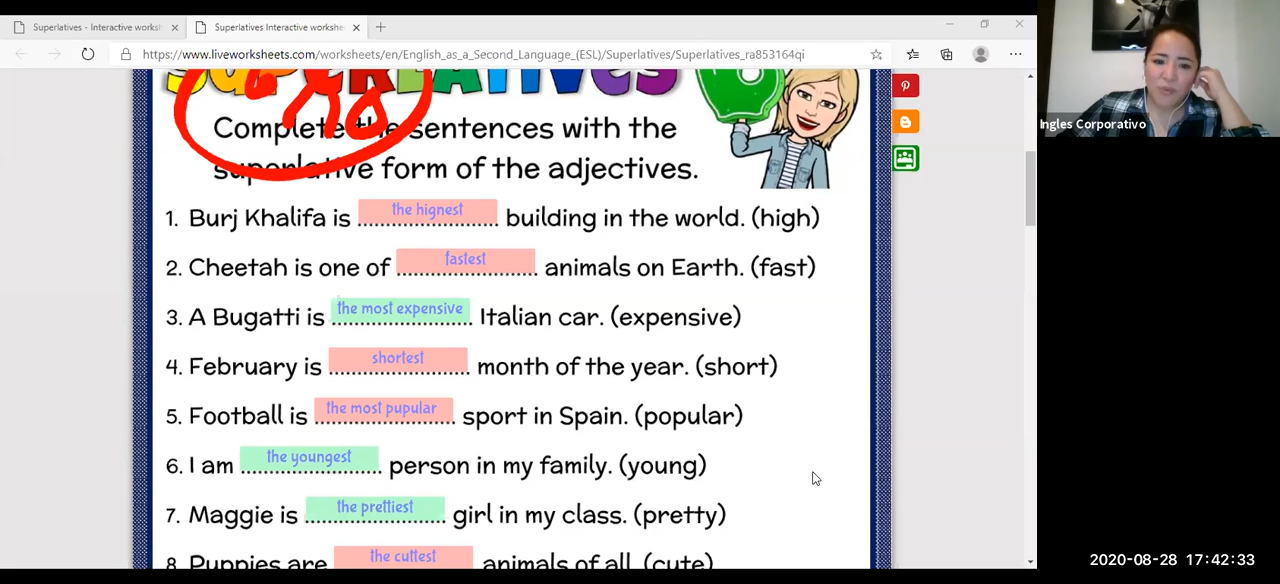 Superlatives - Interactive works
Superlatives Interactive workshe
https://www.liveworksheets.com/worksheets/en/English_as_a_Second_Language_(ESL)/Superlatives/Superlatives_ra853164qi
SUPERLATIVES
Complete the sentences with the
superlative form of the adjectives.
1. Burj Khalifa is the highest building in the world. (high)
2. Cheetah is one of fastest animals on Earth. (fast)
3. A Bugatti is the most expensive Italian car. (expensive)
4. February is shortest month of the year. (short)
5. Football is the most pupular sport in Spain. (popular)
6. I am the youngest person in my family. (young)
7. Maggie is the prettiest girl in my class. (pretty)
8. Puppies are the cuttest animals of all. (cute)
Ingles Corporativo
2020-08-28 17:42:33